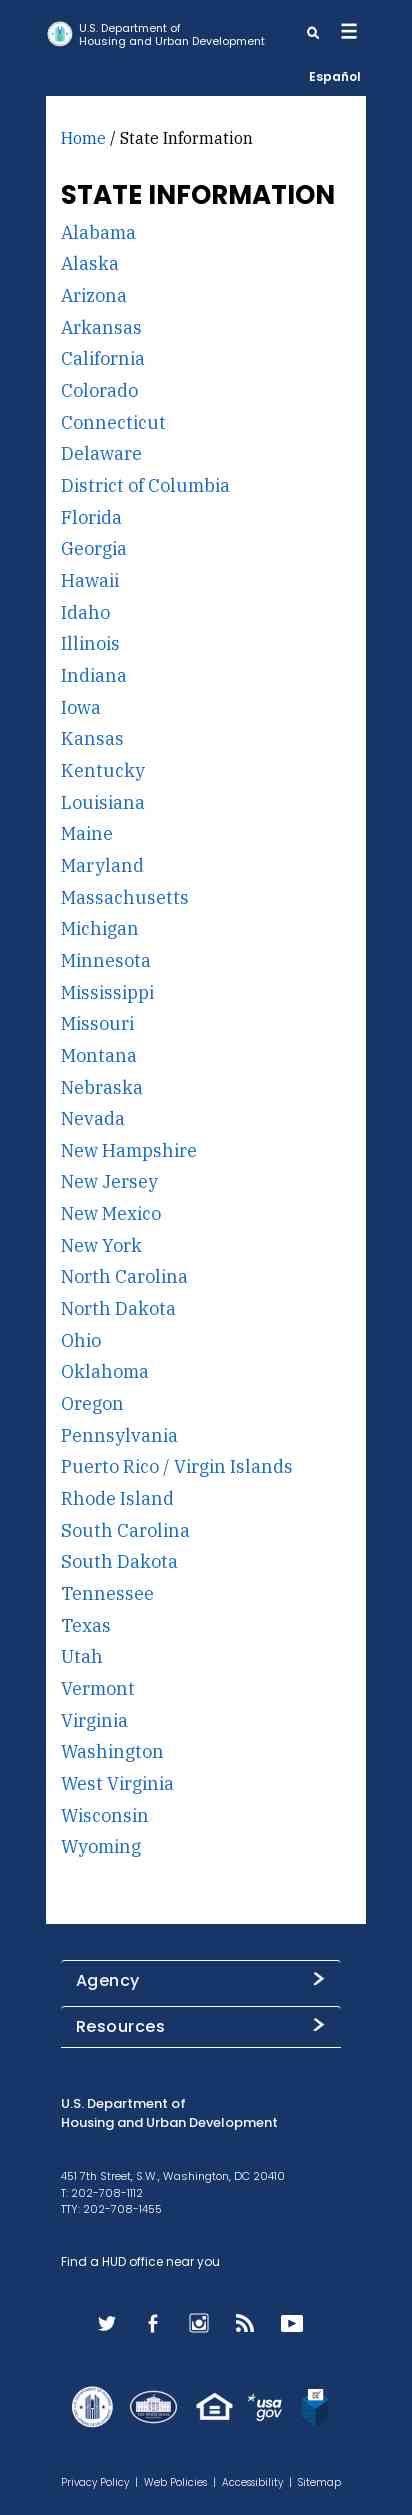 U.S. Department of
Housing and Urban Development
Español
Home / State Information
STATE INFORMATION
Alabama
Alaska
Arizona
Arkansas
California
Colorado
Connecticut
Delaware
District of Columbia
Florida
Georgia
Hawaii
Idaho
Illinois
Indiana
Iowa
Kansas
Kentucky
Louisiana
Maine
Maryland
Massachusetts
Michigan
Minnesota
Mississippi
Missouri
Montana
Nebraska
Nevada
New Hampshire
New Jersey
New Mexico
New York
North Carolina
North Dakota
Ohio
Oklahoma
Oregon
Pennsylvania
Puerto Rico / Virgin Islands
Rhode Island
South Carolina
South Dakota
Tennessee
Texas
Utah
Vermont
Virginia
Washington
West Virginia
Wisconsin
Wyoming
Agency
Resources
U.S. Department of
Housing and Urban Development
451 7th Street, S.W., Washington, DC 20410
T: 202-708-1112
TTY: 202-708-1455
Find a HUD office near you
usa
gov
Privacy Policy | Web Policies | Accessibility | Sitemap